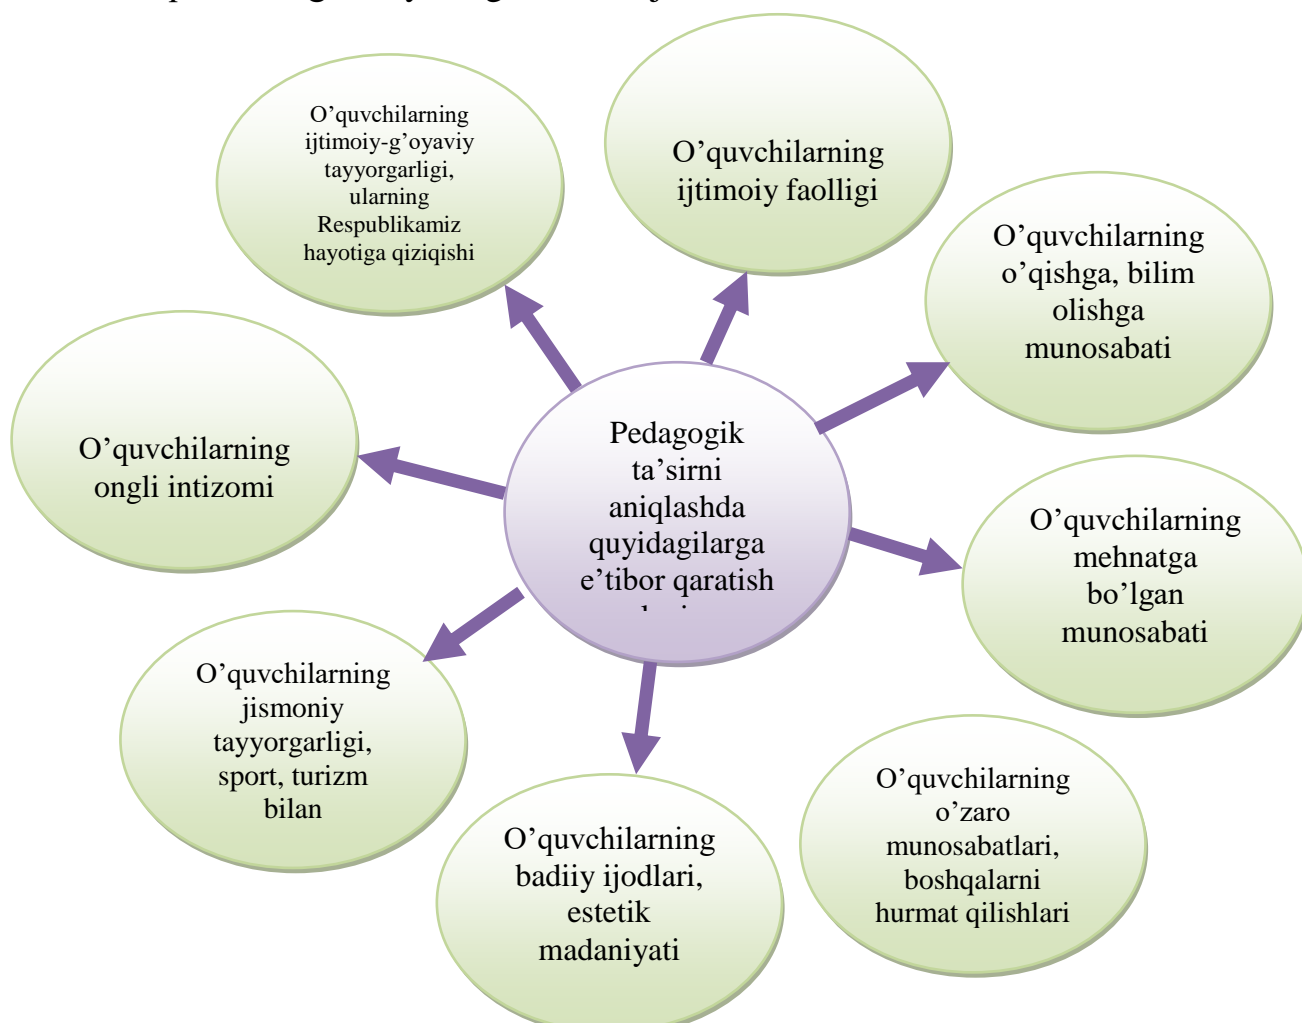 O’quvchilarning
ijtimoiy-g’oyaviy
tayyorgarligi,
ularning
Respublikamiz
hayotiga qiziqishi
O’quvchilarning
ijtimoiy faolligi
O’quvchilarning
o’qishga, bilim
olishga
munosabati
O’quvchilarning
ongli intizomi
Pedagogik
ta’sirni
aniqlashda
quyidagilarga
e’tibor qaratish
O’quvchilarning
mehnatga
bo’lgan
munosabati
O’quvchilarning
jismoniy
tayyorgarligi,
sport, turizm
bilan
O’quvchilarning
o’zaro
munosabatlari,
boshqalarni
hurmat qilishlari
O’quvchilarning
badiiy ijodlari,
estetik
madaniyati